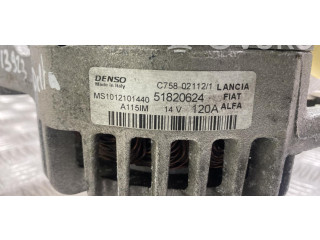 DENSO C758-02112/1 LANCIA
Made in Italy
MS1012101440 51820624 FIAT
A115IM 14 V 120A ALFA